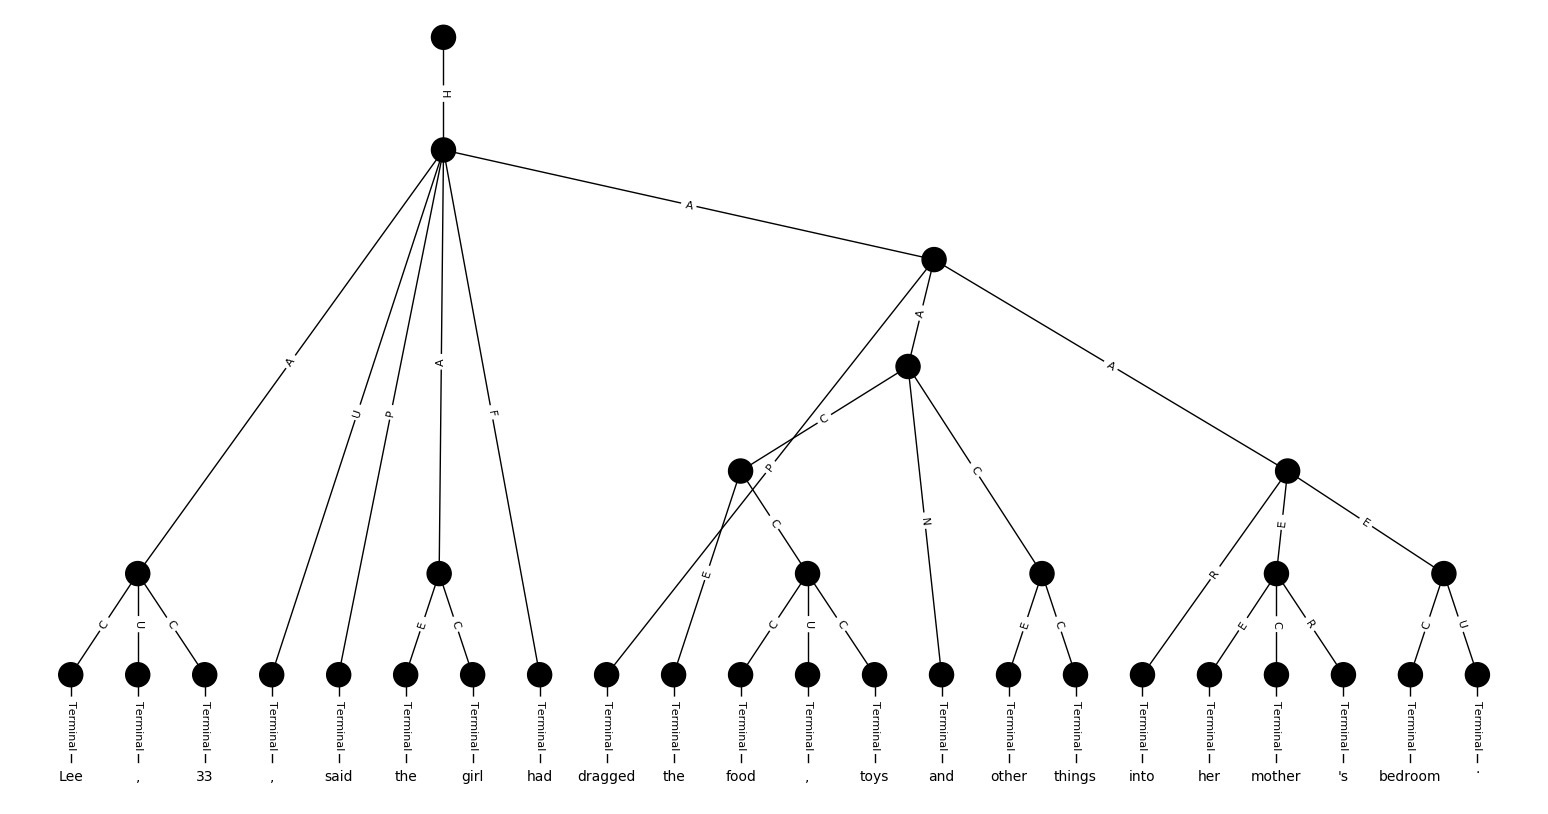 H
A
A
A
A
A
U
P
F
C
P
C
N
C
E
E
C
E
R
C
U
C
E
C
C
U
C
E
C
E
C
R
C
U
Terminal Terminal Terminal Terminal Terminal Terminal Terminal Terminal Terminal Terminal Terminal Terminal Terminal Terminal Terminal Terminal Terminal Terminal Terminal Terminal Terminal Terminal
Lee , 33 , said the girl had dragged the food , toys and other things into her mother 's bedroom .